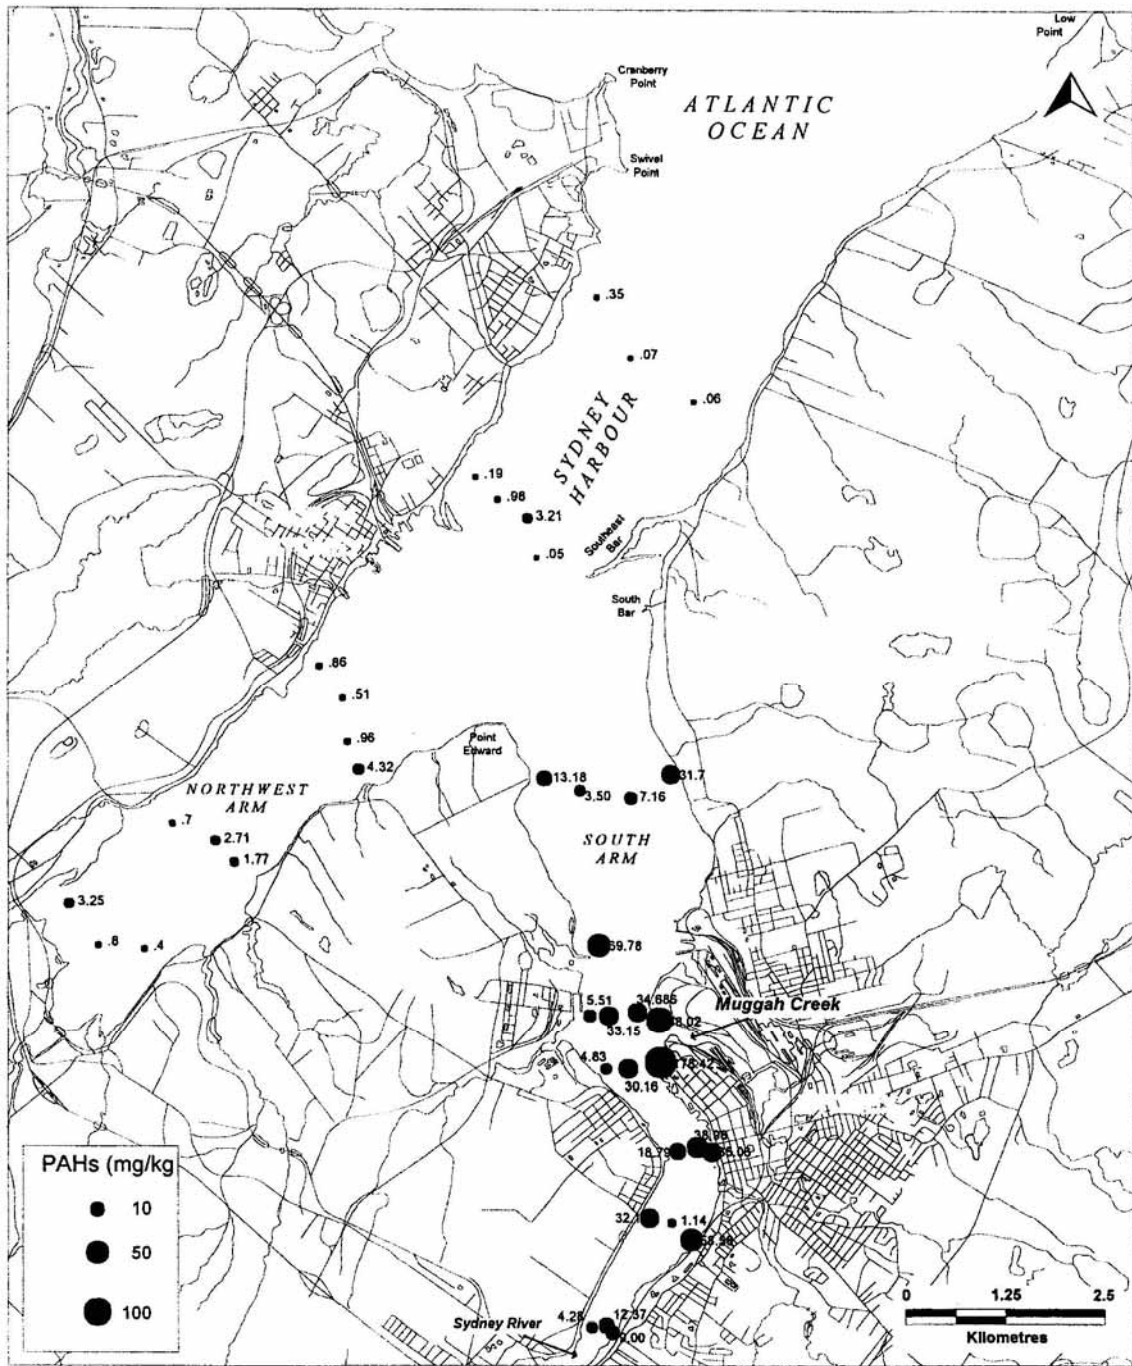 Low
Point
Cranberry
Point
ATLANTIC
OCEAN
Swivel
Point
.35
.07
.06
SYDNEY
HARBOUR
.19
.98
3.21
.05
Southeast
Bar
South
Bar
.86
.51
.96
4.32
Point
Edward
13.18
3.50
7.16
31.7
NORTHWEST
ARM
.7
2.71
1.77
SOUTH
ARM
3.25
.8
.4
69.78
5.51
33.15
34.686
Muggah Creek
4.83
30.16
18.79
38.98
32.1
1.14
PAHs (mg/kg
10
50
100
4.28
12.37
Sydney River
0 1.25 2.5
Kilometres